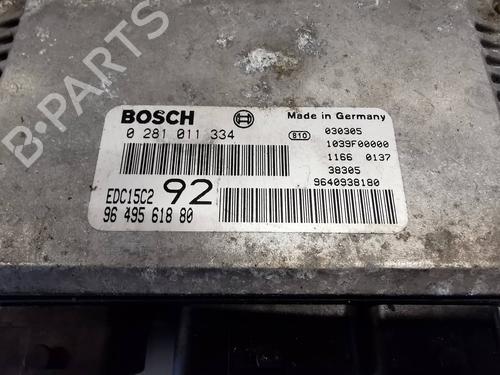 BOSCH
Made in Germany
0 281 011 334
810
030305
1039F00000
1166 0137
38305
9640938180
EDC15C2
92
96 495 618 80